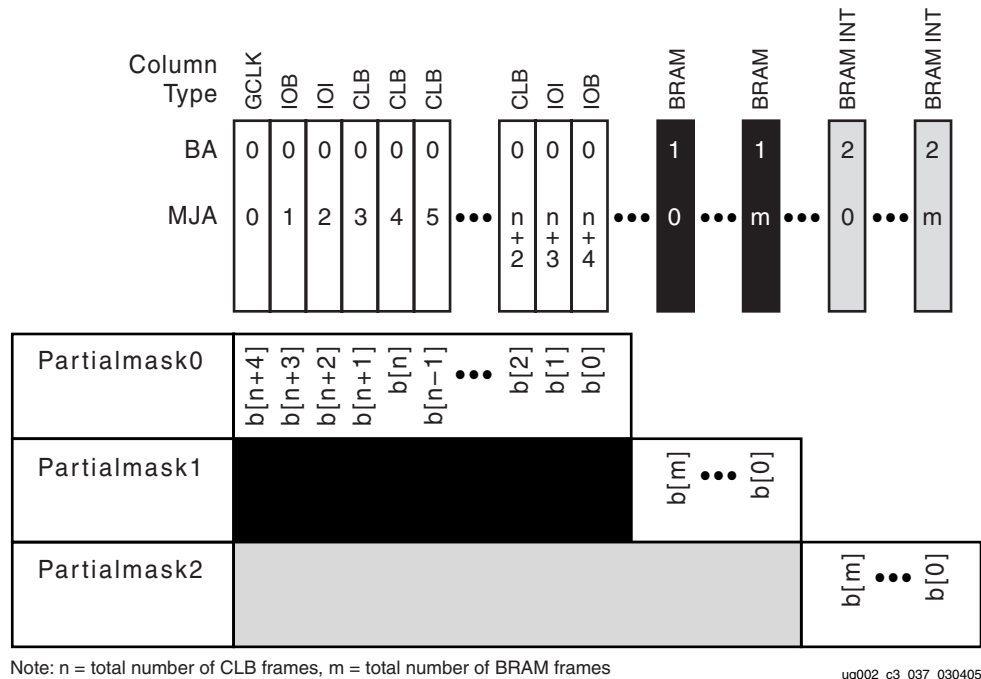 Column
Type
GCLK IOB IOI CLB CLB CLB CLB IOI IOB BRAM BRAM BRAM INT BRAM INT
BA 0 0 0 0 0 0 0 0 0 1 1 2 2
MJA 0 1 2 3 4 5 ••• n+2 n+3 n+4 ••• 0 ••• m ••• 0 ••• m
Partialmask0 b[n+4] b[n+3] b[n+2] b[n+1] b[n] b[n–1] ••• b[2] b[1] b[0]
Partialmask1 b[m] ••• b[0]
Partialmask2 b[m] ••• b[0]
Note: n = total number of CLB frames, m = total number of BRAM frames
ug002_c3_037_030405